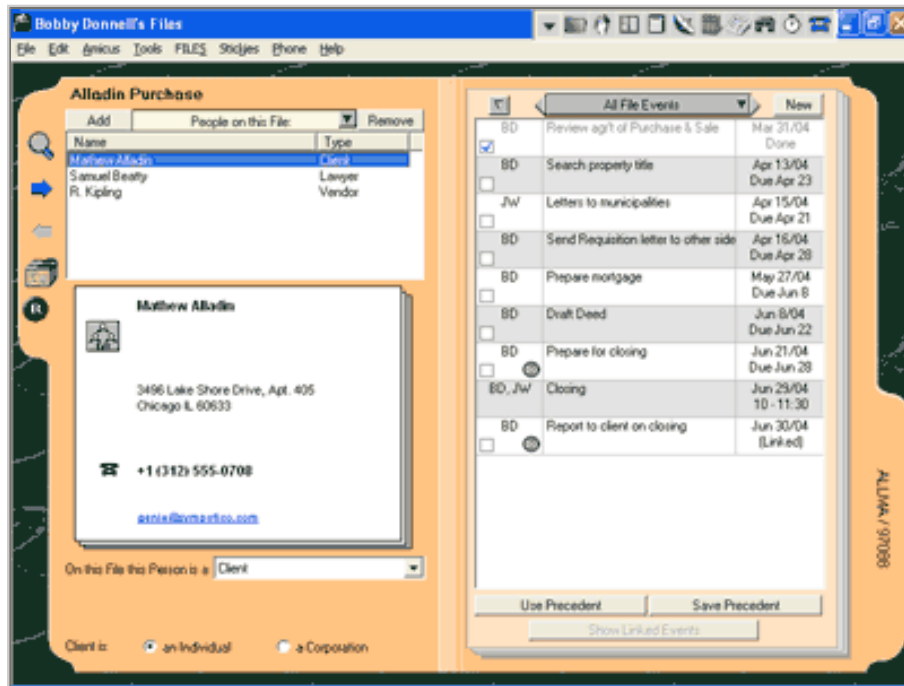 Bobby Donnell's Files
File Edit Amicus Tools FILES Stickies Phone Help
Alladin Purchase
Add People on this File: Remove
Name Type
Mathew Alladin Client
Samuel Beatty Lawyer
R. Kipling Vendor
Mathew Alladin
3496 Lake Shore Drive, Apt. 405
Chicago IL 60633
+1 (312) 555-0708
genie@sympatico.com
On this File this Person is a: Client
Client is: an Individual a Corporation
All File Events New
BD Review agr't of Purchase & Sale Mar 31/04
Done
BD Search property title Apr 13/04
Due Apr 23
JW Letters to municipalities Apr 15/04
Due Apr 21
BD Send Requisition letter to other side Apr 16/04
Due Apr 28
BD Prepare mortgage May 27/04
Due Jun 8
BD Draft Deed Jun 8/04
Due Jun 22
BD Prepare for closing Jun 21/04
Due Jun 28
BD, JW Closing Jun 29/04
10 - 11:30
BD Report to client on closing Jun 30/04
(Linked)
Use Precedent Save Precedent
Show Linked Events
ALLMA / 97086